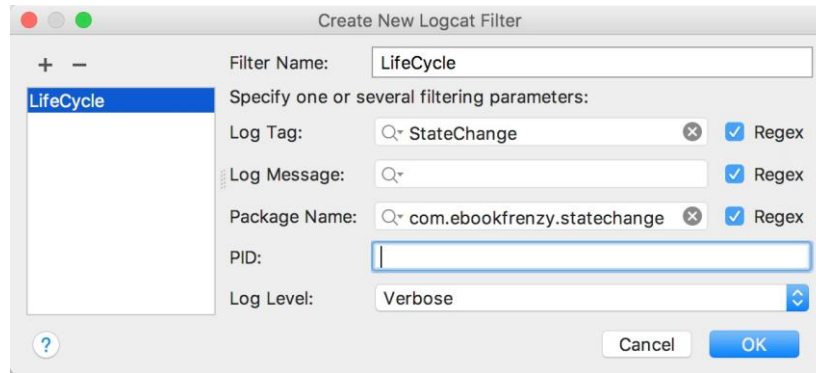 Create New Logcat Filter
+ −
Filter Name: LifeCycle
LifeCycle
Specify one or several filtering parameters:
Log Tag: StateChange Regex
Log Message: Regex
Package Name: com.ebookfrenzy.statechange Regex
PID:
Log Level: Verbose
? Cancel OK